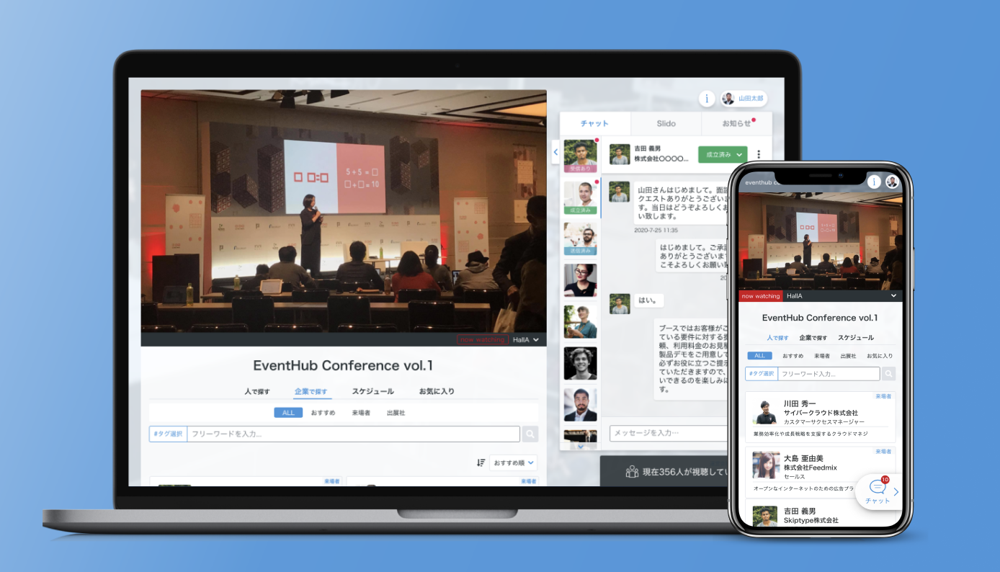 5+5=□
□+□=10
now watching
HallA
EventHub Conference vol.1
人で探す
企業で探す
スケジュール
お気に入り
ALL
おすすめ
来場者
出展社
#タグ選択
フリーワードを入力...
おすすめ順
来場者
来場者
i
山田太郎
チャット
Slido
お知らせ
受信あり
成立済み
送信済み
吉田 義男
株式会社〇〇〇〇...
成立済み
山田さんはじめまして。面談
クエストありがとうござい
す。当日はどうぞよろしくお
い致します。
2020-7-25 11:35
はじめまして。ご承
ありがとうございま
こそよろしくお願い
20
はい。
ブースではお客様がご
ている要件に対する
頼、利用料金のお見
製品デモをご用意して
必ずお役に立つご提
ていただきますので、
いできるのを楽しみに
す。
メッセージを入力…
現在356人が視聴してい
eventhub c
i
5+5=□
□+□=10
now watching
HallA
EventHub Conference vol.1
人で探す
企業で探す
スケジュール
ALL
おすすめ
来場者
出展社
お気に入り
#タグ選択
フリーワード入力...
来場者
川田 秀一
サイバークラウド株式会社
カスタマーサクセスマネージャー
業務効率化や成長戦略を支援するクラウドマネジ
来場者
大島 亜由美
株式会社Feedmix
セールス
オープンなインターネットのための広告プラ
10
チャット
吉田 義男
Skiptype株式会社